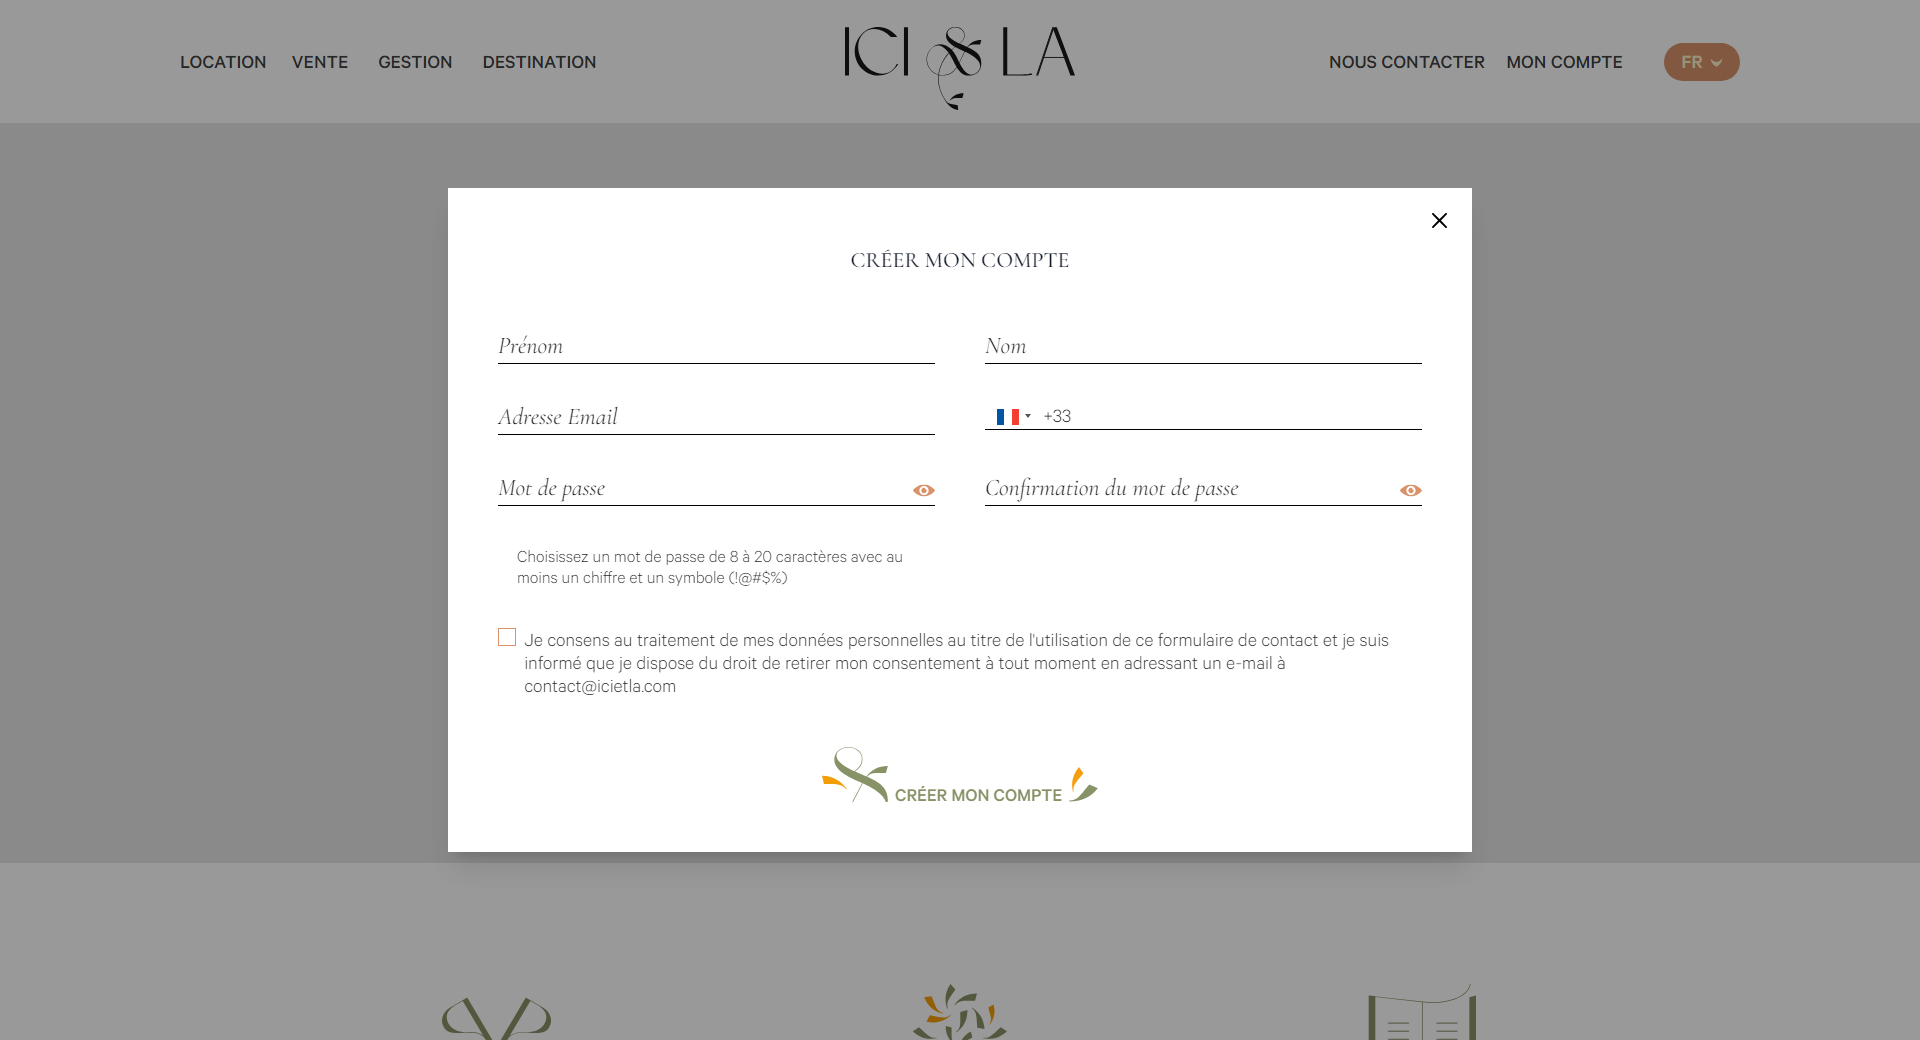 LOCATION VENTE GESTION DESTINATION
ICI & LA
NOUS CONTACTER MON COMPTE FR
CRÉER MON COMPTE
Prénom
Nom
Adresse Email
+33
Mot de passe
Confirmation du mot de passe
Choisissez un mot de passe de 8 à 20 caractères avec au
moins un chiffre et un symbole (!@#$%)
Je consens au traitement de mes données personnelles au titre de l'utilisation de ce formulaire de contact et je suis
informé que je dispose du droit de retirer mon consentement à tout moment en adressant un e-mail à
contact@icietla.com
CRÉER MON COMPTE